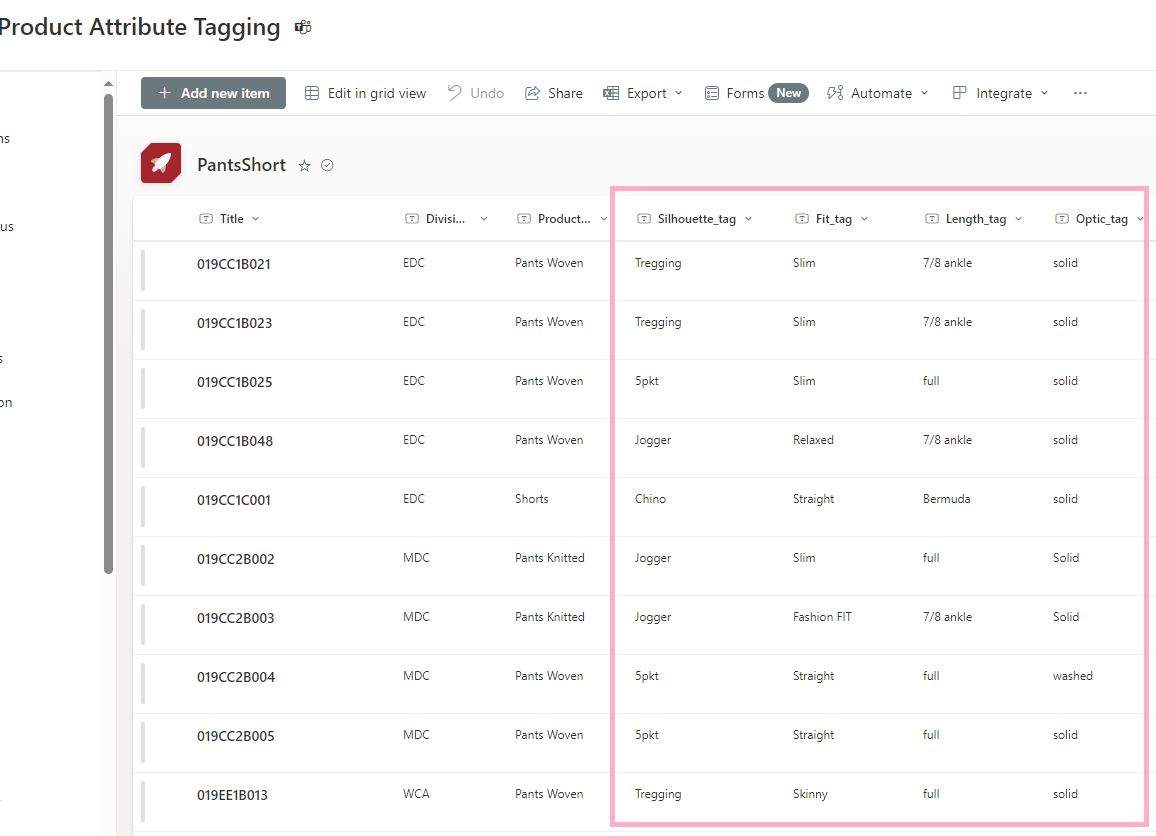 Product Attribute Tagging
Add new item Edit in grid view Undo Share Export Forms New Automate Integrate ...
ns
us
s
on
PantsShort
Title Divisi... Product... Silhouette_tag Fit_tag Length_tag Optic_tag
019CC1B021 EDC Pants Woven Tregging Slim 7/8 ankle solid
019CC1B023 EDC Pants Woven Tregging Slim 7/8 ankle solid
019CC1B025 EDC Pants Woven 5pkt Slim full solid
019CC1B048 EDC Pants Woven Jogger Relaxed 7/8 ankle solid
019CC1C001 EDC Shorts Chino Straight Bermuda solid
019CC2B002 MDC Pants Knitted Jogger Slim full Solid
019CC2B003 MDC Pants Knitted Jogger Fashion FIT 7/8 ankle Solid
019CC2B004 MDC Pants Woven 5pkt Straight full washed
019CC2B005 MDC Pants Woven 5pkt Straight full solid
019EE1B013 WCA Pants Woven Tregging Skinny full solid